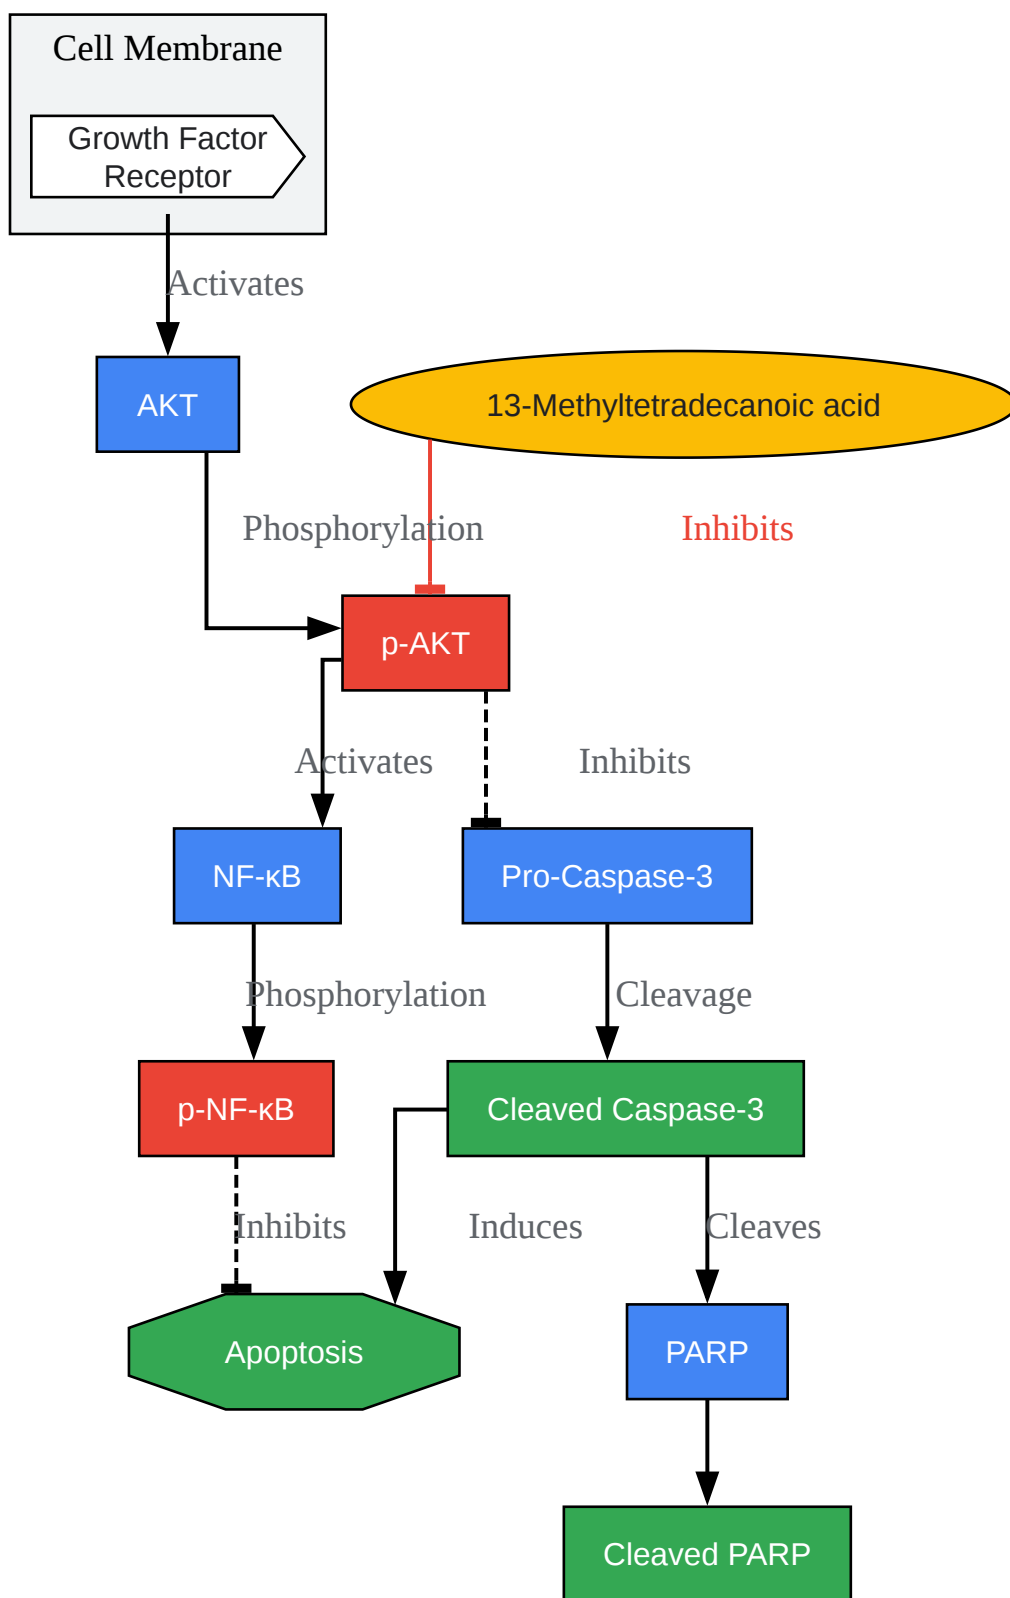 Cell Membrane
Growth Factor
Receptor
Activates
AKT
13-Methyltetradecanoic acid
Phosphorylation
Inhibits
p-AKT
Activates
Inhibits
NF-κB
Pro-Caspase-3
Phosphorylation
Cleavage
p-NF-κB
Cleaved Caspase-3
Inhibits
Induces
Cleaves
Apoptosis
PARP
Cleaved PARP